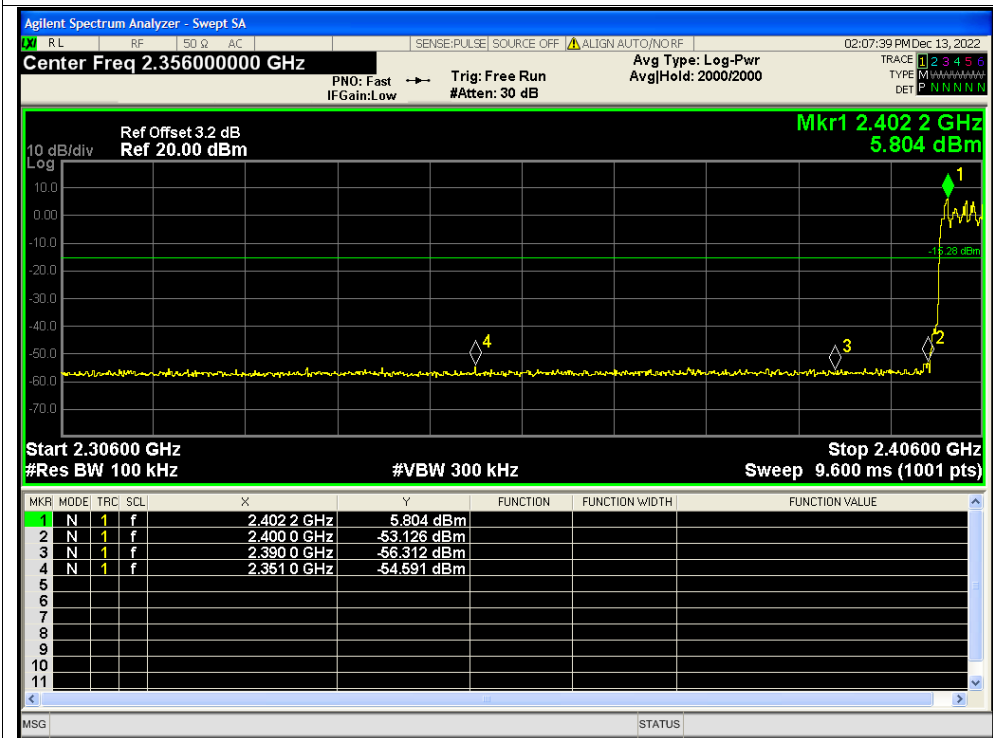 Agilent Spectrum Analyzer - Swept SA
LXI RL RF 50 Ω AC SENSE:PULSE SOURCE OFF ALIGN AUTO/NO RF 02:07:39 PM Dec 13, 2022
Center Freq 2.356000000 GHz
PNO: Fast
IFGain:Low
Trig: Free Run
#Atten: 30 dB
Avg Type: Log-Pwr
Avg|Hold: 2000/2000
TRACE 1 2 3 4 5 6
TYPE M WWWWW
DET P N N N N N
Mkr1 2.402 2 GHz
5.804 dBm
Ref Offset 3.2 dB
10 dB/div Ref 20.00 dBm
Log
1
10.0
0.00
-10.0
-15.28 dBm
-20.0
-30.0
-40.0
4 3 2
-50.0
-60.0
-70.0
Start 2.30600 GHz Stop 2.40600 GHz
#Res BW 100 kHz #VBW 300 kHz Sweep 9.600 ms (1001 pts)
MKR MODE TRC SCL X Y FUNCTION FUNCTION WIDTH FUNCTION VALUE
1 N 1 f 2.402 2 GHz 5.804 dBm
2 N 1 f 2.400 0 GHz -53.126 dBm
3 N 1 f 2.390 0 GHz -56.312 dBm
4 N 1 f 2.351 0 GHz -54.591 dBm
5
6
7
8
9
10
11
MSG STATUS